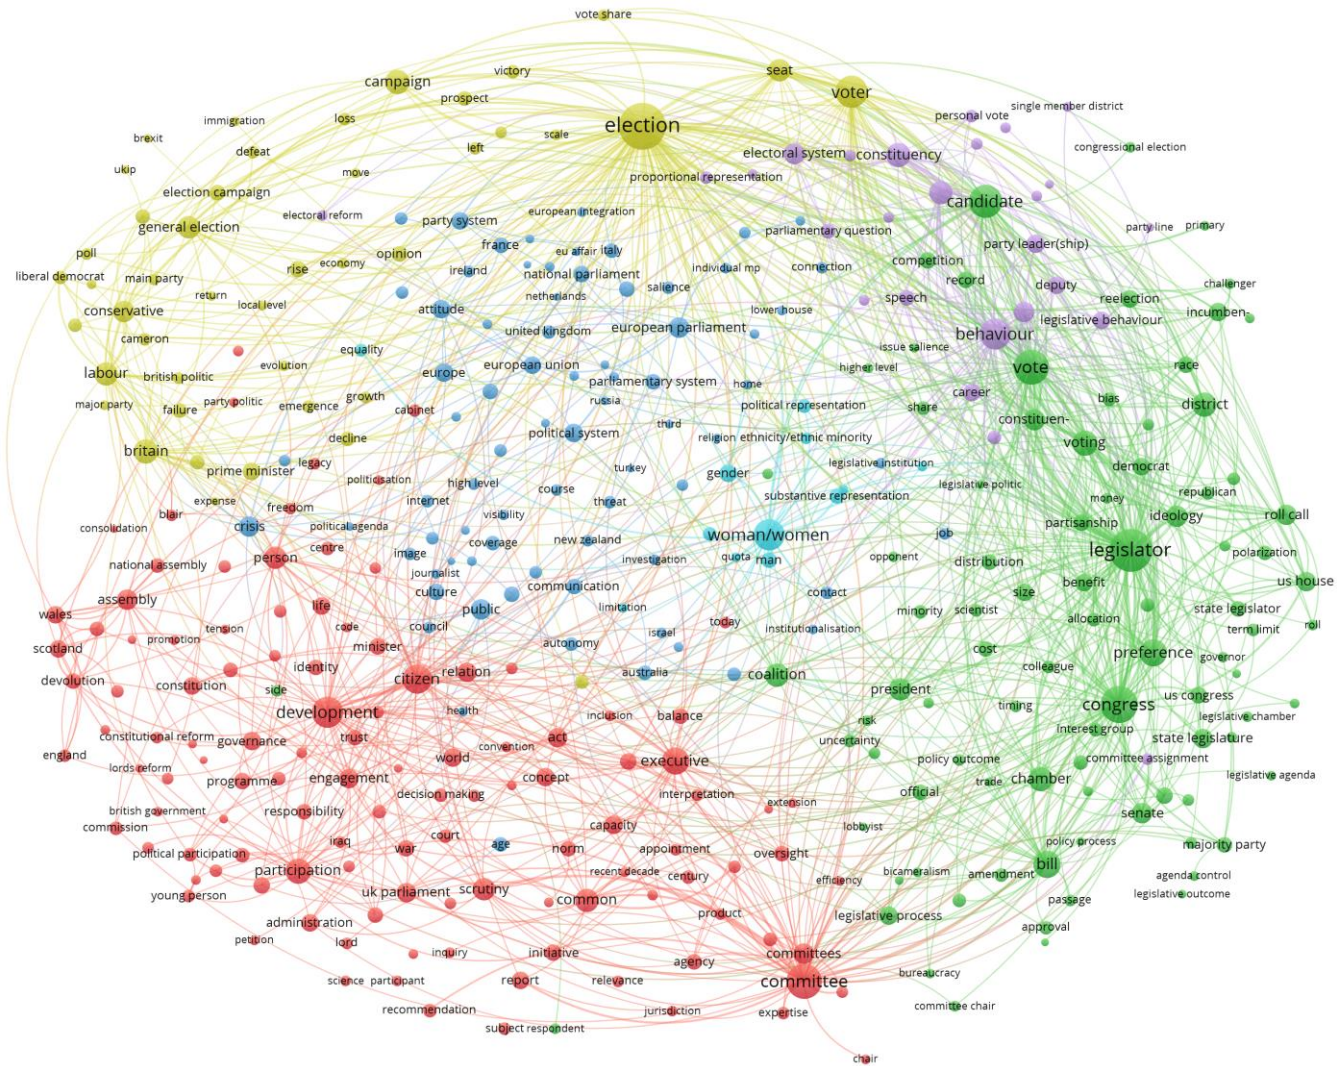 vote share
seat
campaign
victory
voter
prospect
single member district
personal vote
immigration
loss
election
brexit
scale
congressional election
defeat
left
electoral system
constituency
ukip
move
proportional representation
election campaign
candidate
electoral reform
european integration
party system
general election
parliamentary question
party line
primary
party leader(ship)
france
eu affair
italy
opinion
poll
competition
rise
economy
ireland
national parliament
individual mp
connection
liberal democrat
main party
record
salience
deputy
challenger
return
netherlands
speech
reelection
local level
conservative
attitude
lower house
incumben-
legislative behaviour
united kingdom
european parliament
behaviour
cameron
equality
issue salience
evolution
european union
vote
race
higher level
labour
british politic
europe
parliamentary system
home
growth
career
russia
party politic
bias
major party
failure
emergence
cabinet
political representation
share
district
constituen-
third
decline
political system
religion
ethnicity/ethnic minority
voting
britain
legacy
legislative institution
democrat
prime minister
turkey
gender
politicisation
high level
legislative politic
course
republican
substantive representation
money
expense
freedom
internet
threat
blair
visibility
roll call
ideology
partisanship
consolidation
crisis
political agenda
woman/women
job
new zealand
coverage
centre
image
legislator
polarization
person
quota
man
opponent
investigation
national assembly
distribution
journalist
us house
benefit
communication
culture
size
contact
assembly
life
limitation
public
state legislator
minority
scientist
wales
allocation
today
roll
code
council
tension
term limit
institutionalisation
israel
promotion
autonomy
scotland
minister
cost
preference
governor
identity
colleague
relation
australia
citizen
coalition
devolution
constitution
side
president
us congress
timing
congress
development
health
inclusion
balance
risk
legislative chamber
interest group
constitutional reform
governance
trust
act
uncertainty
state legislature
convention
england
world
executive
policy outcome
committee assignment
lords reform
legislative agenda
programme
engagement
concept
trade
chamber
decision making
interpretation
official
extension
british government
responsibility
senate
commission
capacity
lobbyist
court
iraq
policy process
age
majority party
war
norm
appointment
oversight
political participation
bill
participation
recent decade
bicameralism
amendment
century
agenda control
efficiency
uk parliament
scrutiny
young person
legislative outcome
common
passage
product
legislative process
administration
approval
petition
lord
inquiry
initiative
committees
agency
bureaucracy
science
participant
report
relevance
committee
committee chair
recommendation
jurisdiction
expertise
subject respondent
chair